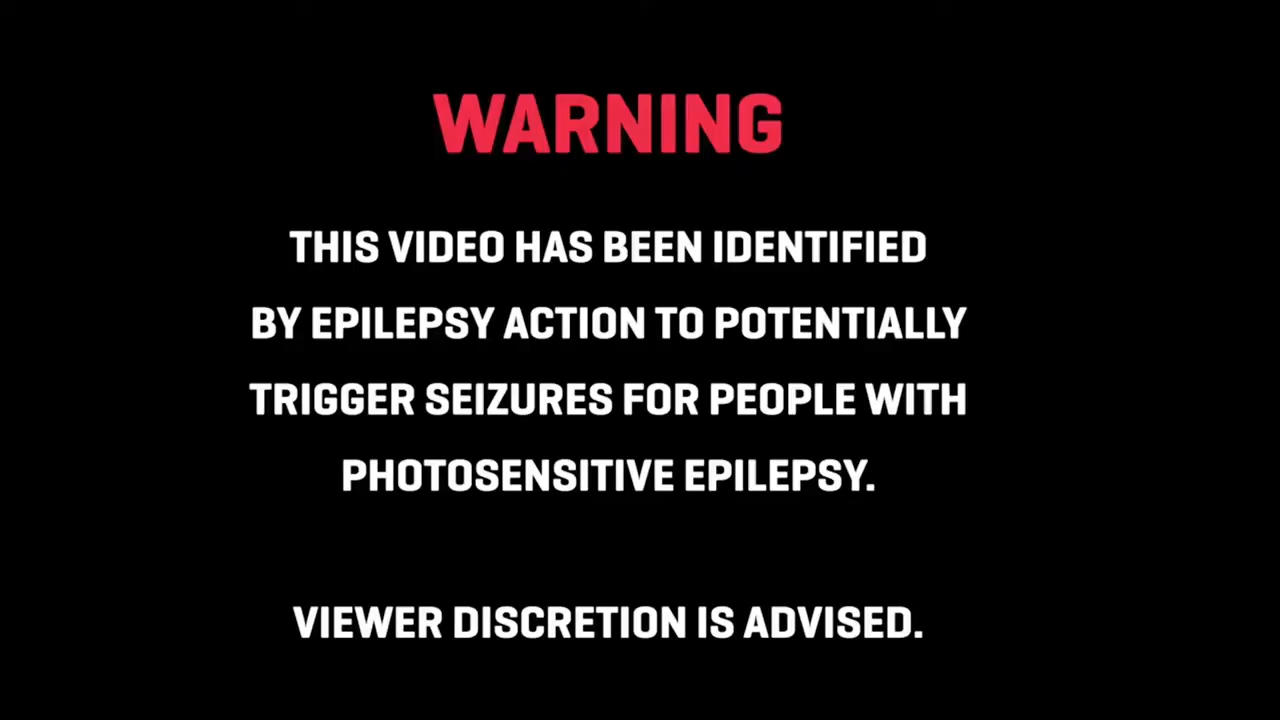 WARNING
THIS VIDEO HAS BEEN IDENTIFIED
BY EPILEPSY ACTION TO POTENTIALLY
TRIGGER SEIZURES FOR PEOPLE WITH
PHOTOSENSITIVE EPILEPSY.
VIEWER DISCRETION IS ADVISED.